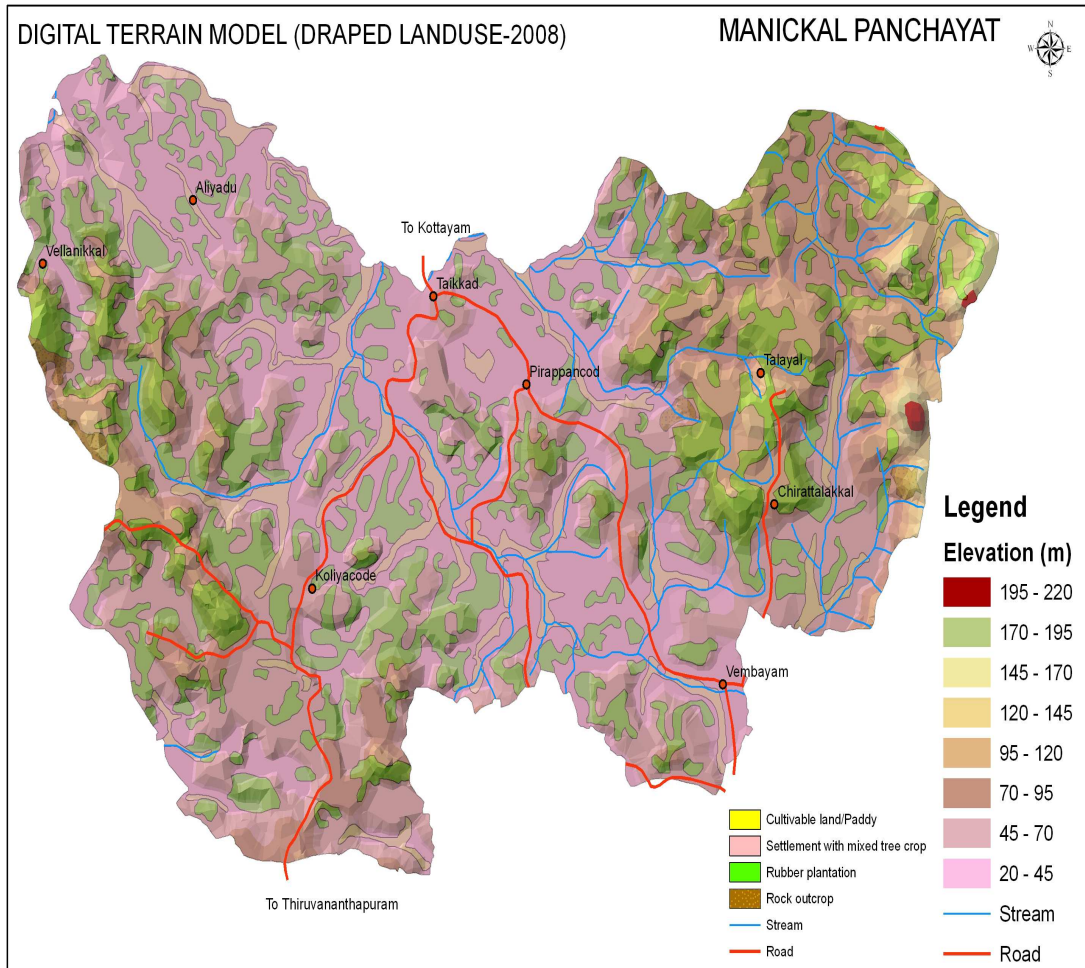 DIGITAL TERRAIN MODEL (DRAPED LANDUSE-2008)
MANICKAL PANCHAYAT
N
W E
S
Aliyadu
To Kottayam
Vellanikkal
Taikkad
Talayal
Pirappancod
Chirattalakkal
Koliyacode
Vembayam
To Thiruvananthapuram
Cultivable land/Paddy
Settlement with mixed tree crop
Rubber plantation
Rock outcrop
Stream
Road
Legend
Elevation (m)
195 - 220
170 - 195
145 - 170
120 - 145
95 - 120
70 - 95
45 - 70
20 - 45
Stream
Road